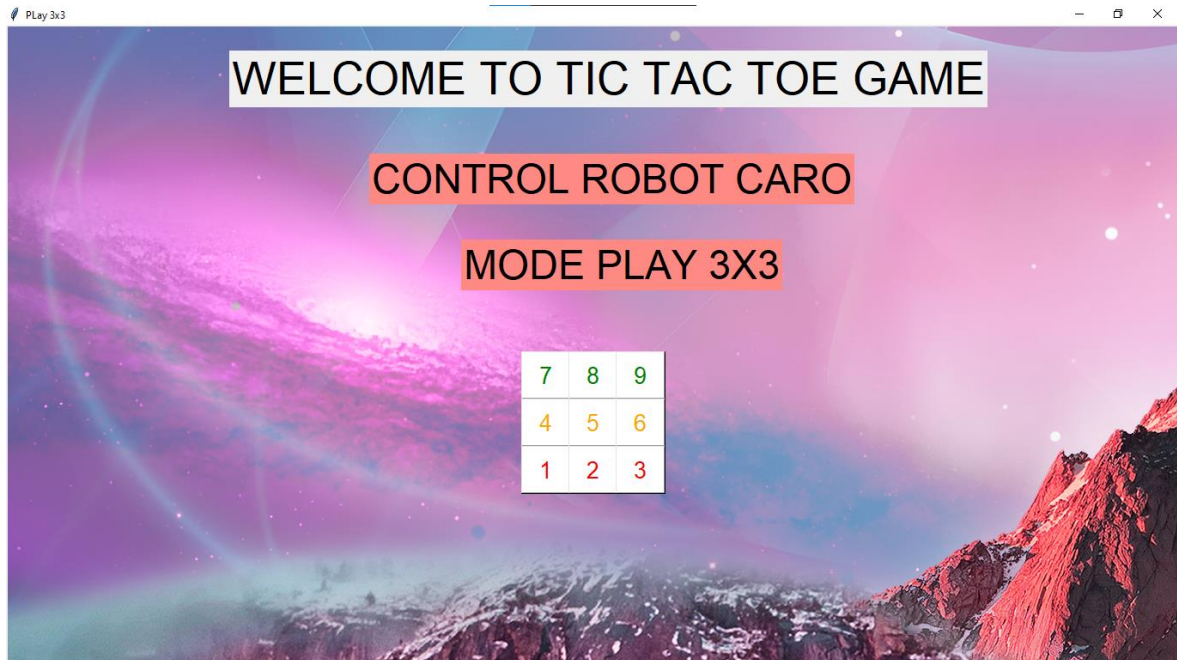 PLay 3x3
WELCOME TO TIC TAC TOE GAME
CONTROL ROBOT CARO
MODE PLAY 3X3
7 8 9
4 5 6
1 2 3